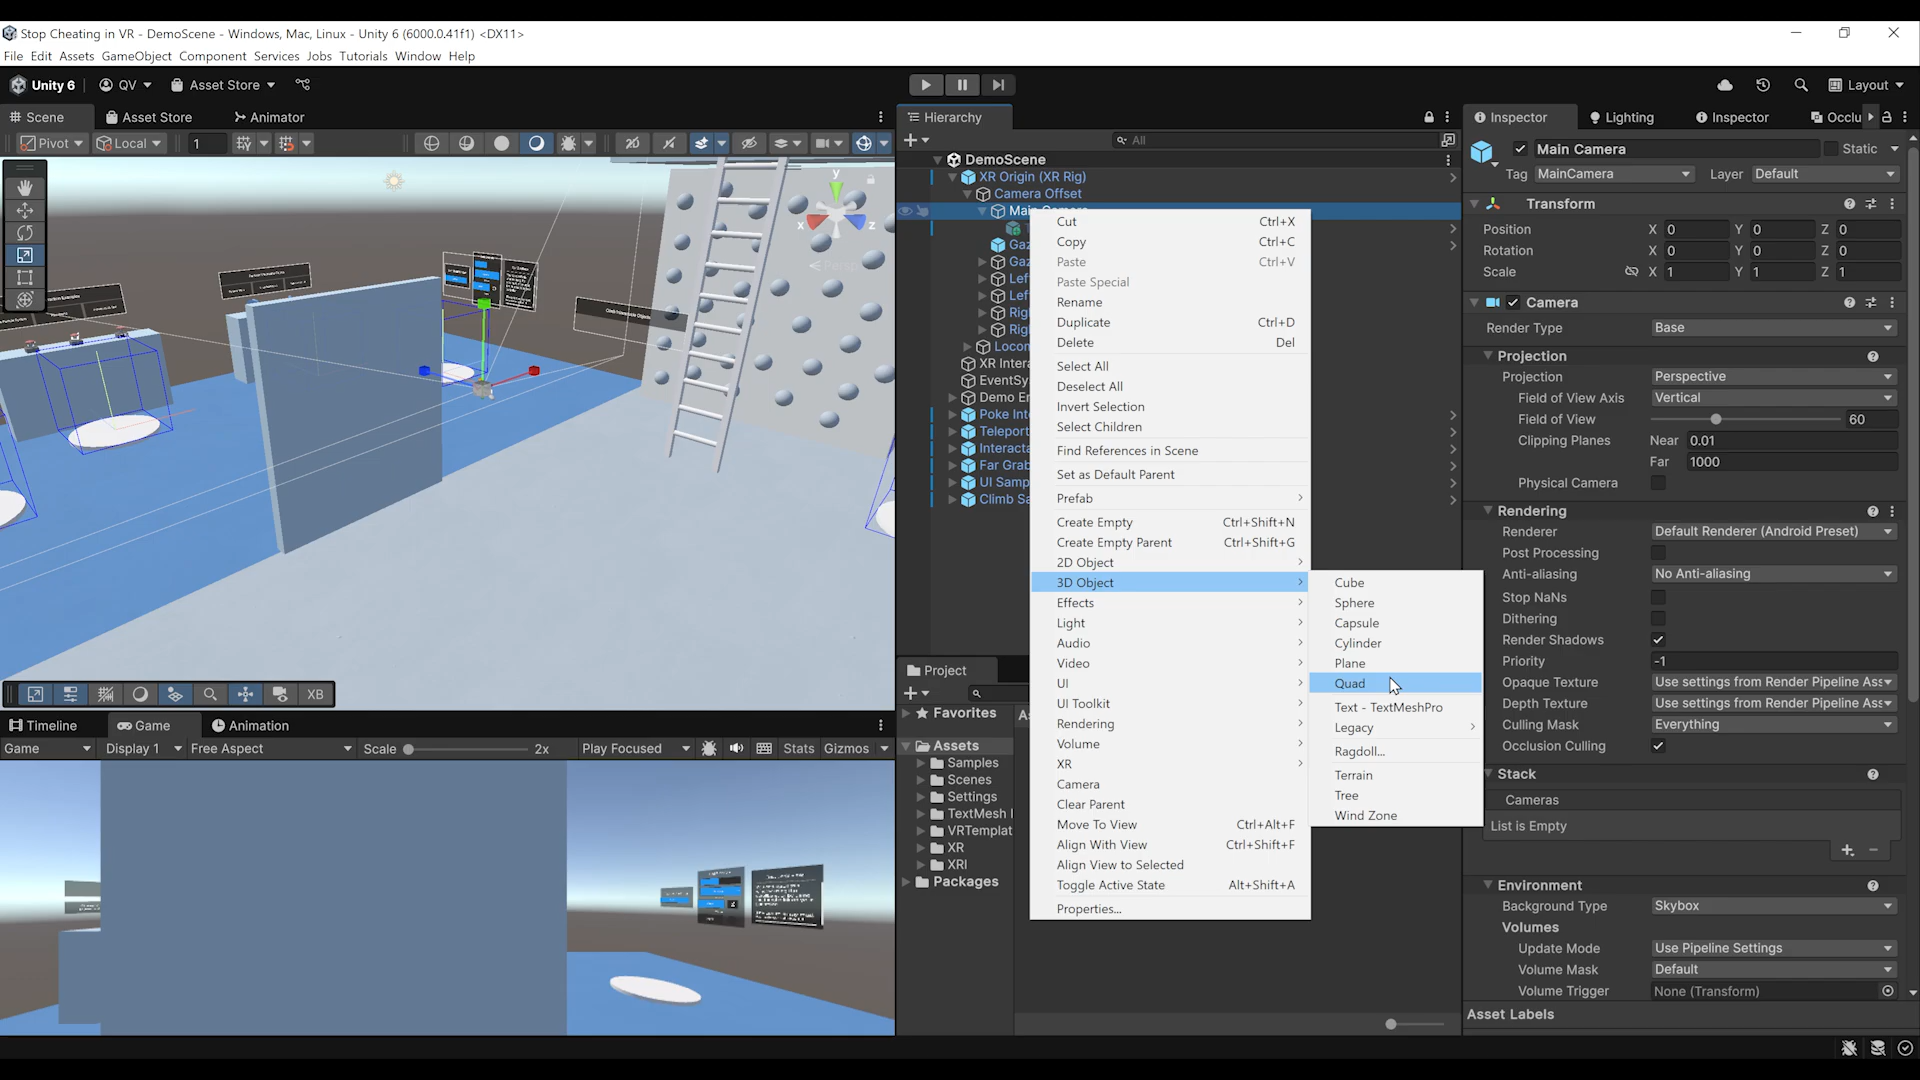 Stop Cheating in VR - DemoScene - Windows, Mac, Linux - Unity 6 (6000.0.41f1) <DX11>
File Edit Assets GameObject Component Services Jobs Tutorials Window Help
Unity 6 QV Asset Store Layout
Scene Asset Store Animator
Pivot Local 1
y
x z
Persp
XB
Timeline Game Animation
Game Display 1 Free Aspect Scale 2x Play Focused Stats Gizmos
Hierarchy
All
DemoScene
XR Origin (XR Rig)
Camera Offset
Main Camera
Gaz
Gaz
Lef
Lef
Rig
Rig
Locom
XR Intera
EventSy
Demo En
Poke Int
Teleport
Interacta
Far Grab
UI Samp
Climb Sa
Cut Ctrl+X
Copy Ctrl+C
Paste Ctrl+V
Paste Special
Rename
Duplicate Ctrl+D
Delete Del
Select All
Deselect All
Invert Selection
Select Children
Find References in Scene
Set as Default Parent
Prefab
Create Empty Ctrl+Shift+N
Create Empty Parent Ctrl+Shift+G
2D Object
3D Object
Effects
Light
Audio
Video
UI
UI Toolkit
Rendering
Volume
XR
Camera
Clear Parent
Move To View Ctrl+Alt+F
Align With View Ctrl+Shift+F
Align View to Selected
Toggle Active State Alt+Shift+A
Properties...
Cube
Sphere
Capsule
Cylinder
Plane
Quad
Text - TextMeshPro
Legacy
Ragdoll...
Terrain
Tree
Wind Zone
Project
Favorites
Assets
Samples
Scenes
Settings
TextMesh
VRTemplat
XR
XRI
Packages
Inspector Lighting Inspector Occlu
Main Camera Static
Tag MainCamera Layer Default
Transform
Position X 0 Y 0 Z 0
Rotation X 0 Y 0 Z 0
Scale X 1 Y 1 Z 1
Camera
Render Type Base
Projection
Projection Perspective
Field of View Axis Vertical
Field of View 60
Clipping Planes Near 0.01
Far 1000
Physical Camera
Rendering
Renderer Default Renderer (Android Preset)
Post Processing
Anti-aliasing No Anti-aliasing
Stop NaNs
Dithering
Render Shadows
Priority -1
Opaque Texture Use settings from Render Pipeline Ass
Depth Texture Use settings from Render Pipeline Ass
Culling Mask Everything
Occlusion Culling
Stack
Cameras
List is Empty
Environment
Background Type Skybox
Volumes
Update Mode Use Pipeline Settings
Volume Mask Default
Volume Trigger None (Transform)
Asset Labels